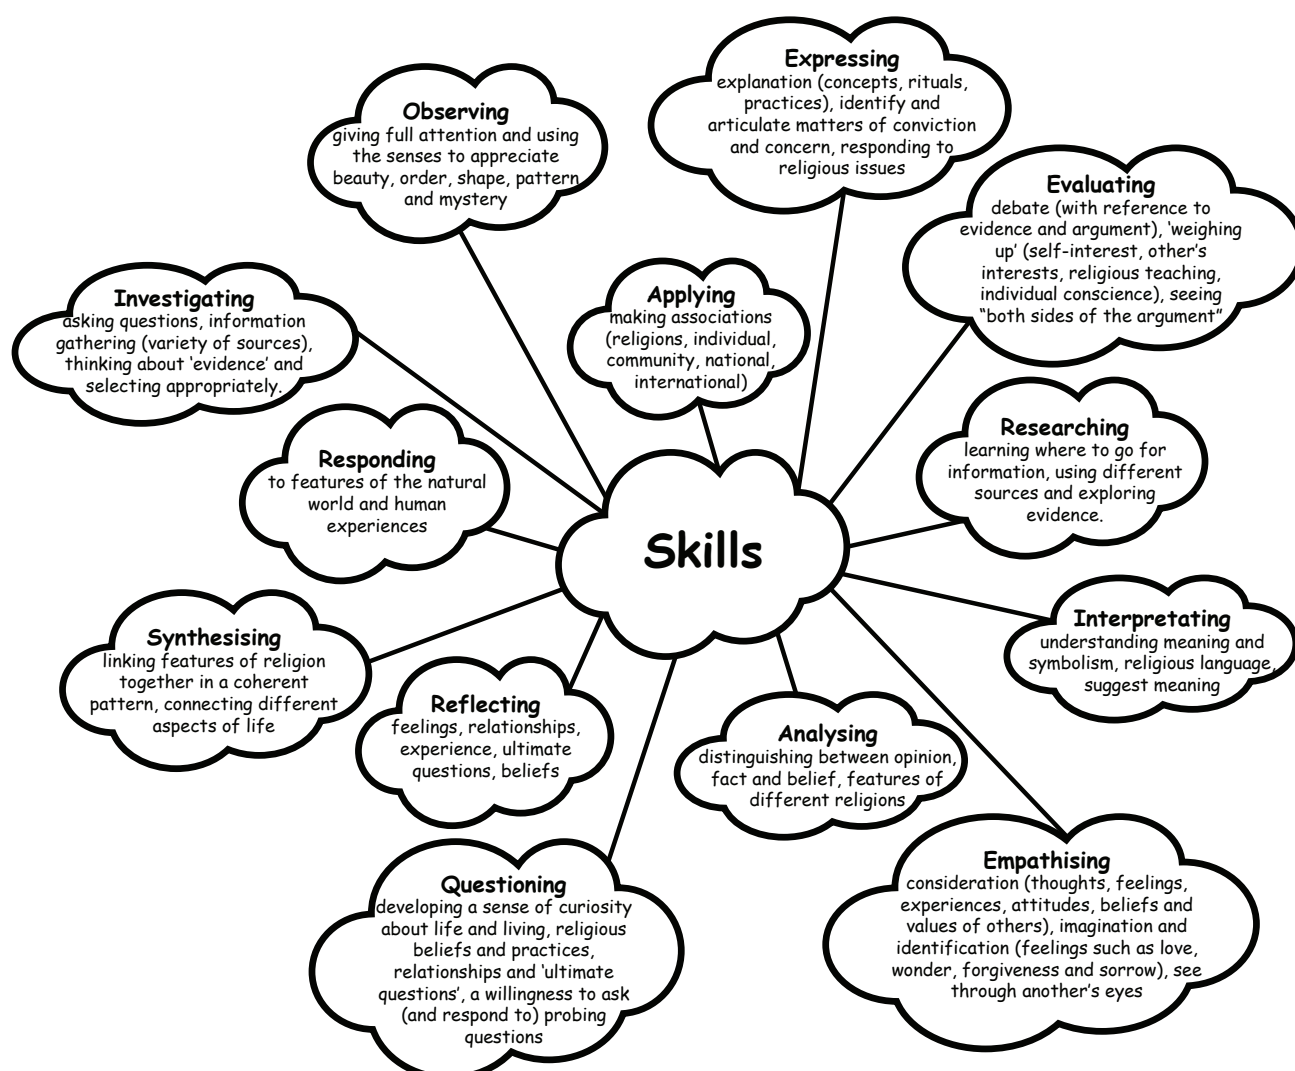 Expressing
explanation (concepts, rituals,
practices), identify and
articulate matters of conviction
and concern, responding to
religious issues
Observing
giving full attention and using
the senses to appreciate
beauty, order, shape, pattern
and mystery
Evaluating
debate (with reference to
evidence and argument), ‘weighing
up’ (self-interest, other’s
interests, religious teaching,
individual conscience), seeing
“both sides of the argument”
Investigating
asking questions, information
gathering (variety of sources),
thinking about ‘evidence’ and
selecting appropriately.
Applying
making associations
(religions, individual,
community, national,
international)
Researching
learning where to go for
information, using different
sources and exploring
evidence.
Responding
to features of the natural
world and human
experiences
Skills
Interpretating
understanding meaning and
symbolism, religious language,
suggest meaning
Synthesising
linking features of religion
together in a coherent
pattern, connecting different
aspects of life
Reflecting
feelings, relationships,
experience, ultimate
questions, beliefs
Analysing
distinguishing between opinion,
fact and belief, features of
different religions
Empathising
consideration (thoughts, feelings,
experiences, attitudes, beliefs and
values of others), imagination and
identification (feelings such as love,
wonder, forgiveness and sorrow), see
through another’s eyes
Questioning
developing a sense of curiosity
about life and living, religious
beliefs and practices,
relationships and ‘ultimate
questions’, a willingness to ask
(and respond to) probing
questions